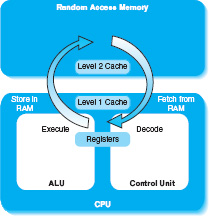 Random Access Memory
Level 2 Cache
Store in
RAM
Level 1 Cache
Fetch from
RAM
Execute
Decode
Registers
ALU
Control Unit
CPU